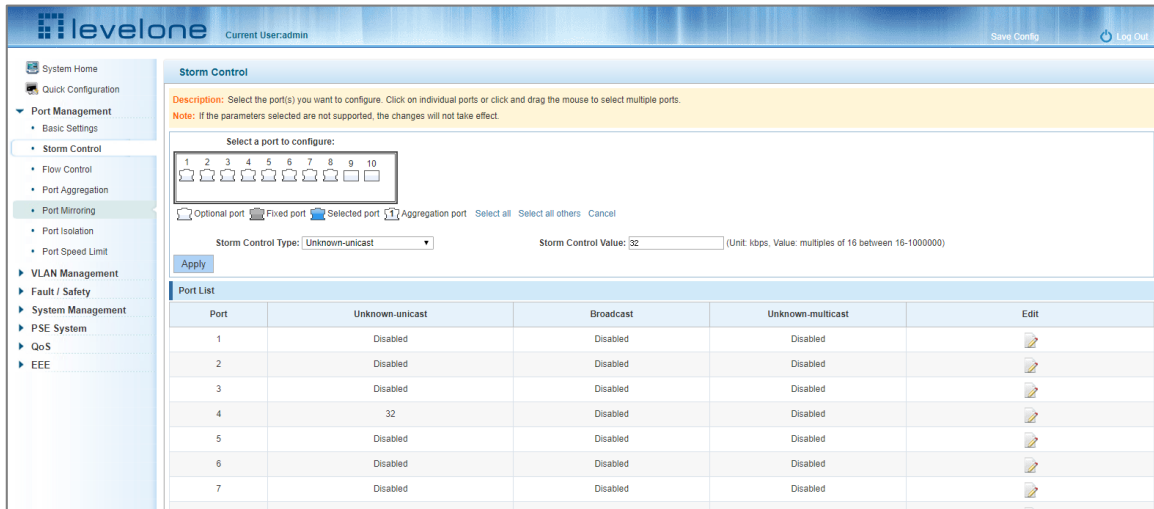 levelone
Current User:admin
Save Config
Log Out
System Home
Quick Configuration
Port Management
Basic Settings
Storm Control
Flow Control
Port Aggregation
Port Mirroring
Port Isolation
Port Speed Limit
VLAN Management
Fault / Safety
System Management
PSE System
QoS
EEE
Storm Control
Description: Select the port(s) you want to configure. Click on individual ports or click and drag the mouse to select multiple ports.
Note: If the parameters selected are not supported, the changes will not take effect.
Select a port to configure:
1 2 3 4 5 6 7 8 9 10
Optional port Fixed port Selected port 1 Aggregation port Select all Select all others Cancel
Storm Control Type: Unknown-unicast Storm Control Value: 32 (Unit: kbps, Value: multiples of 16 between 16-1000000)
Apply
Port List
Port Unknown-unicast Broadcast Unknown-multicast Edit
1 Disabled Disabled Disabled
2 Disabled Disabled Disabled
3 Disabled Disabled Disabled
4 32 Disabled Disabled
5 Disabled Disabled Disabled
6 Disabled Disabled Disabled
7 Disabled Disabled Disabled